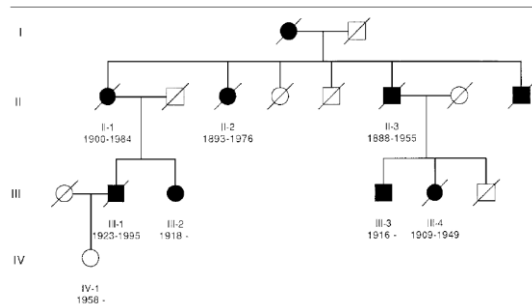 I
II
II-1 II-2 II-3
1900-1984 1893-1976 1888-1955
III
III-1 III-2 III-3 III-4
1923-1995 1918 - 1916 - 1909-1949
IV
IV-1
1958 -